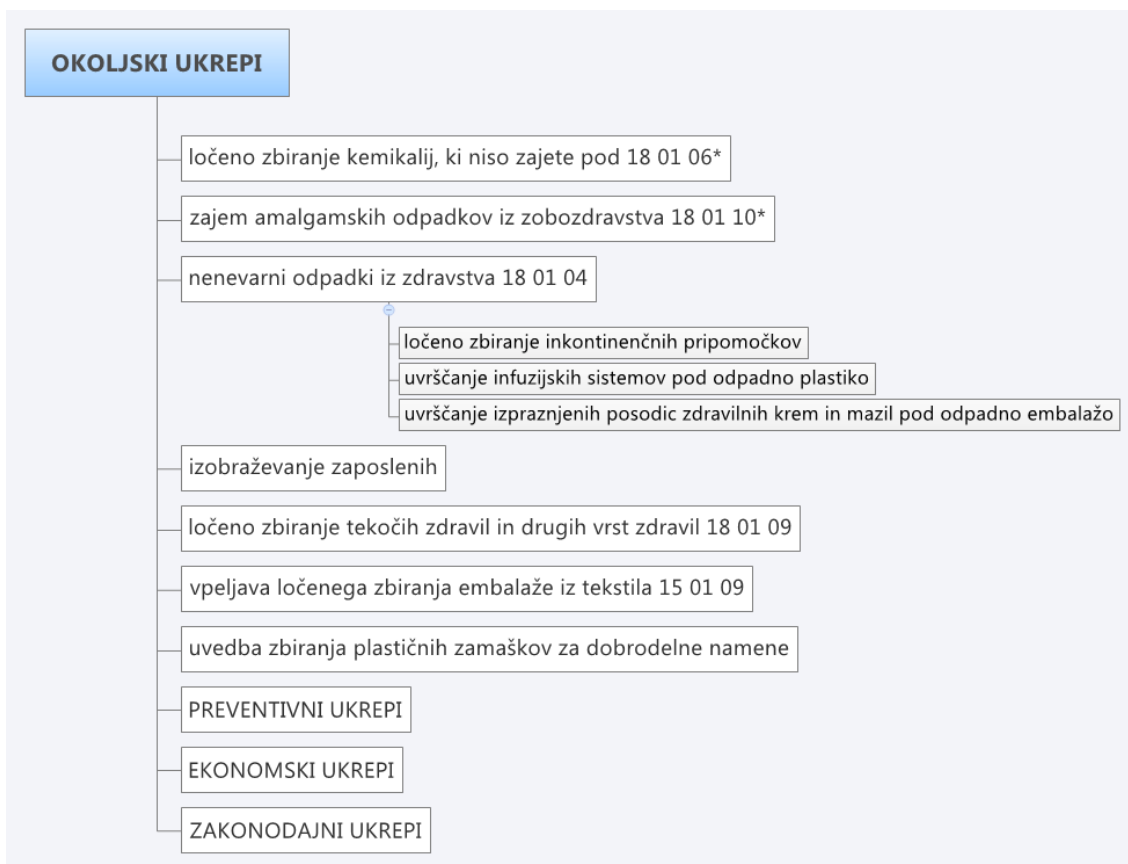 OKOLJSKI UKREPI
ločeno zbiranje kemikalij, ki niso zajete pod 18 01 06*
zajem amalgamskih odpadkov iz zobozdravstva 18 01 10*
nenevarni odpadki iz zdravstva 18 01 04
ločeno zbiranje inkontinenčnih pripomočkov
uvrščanje infuzijskih sistemov pod odpadno plastiko
uvrščanje izpraznjenih posodic zdravilnih krem in mazil pod odpadno embalažo
izobraževanje zaposlenih
ločeno zbiranje tekočih zdravil in drugih vrst zdravil 18 01 09
vpeljava ločenega zbiranja embalaže iz tekstila 15 01 09
uvedba zbiranja plastičnih zamaškov za dobrodelne namene
PREVENTIVNI UKREPI
EKONOMSKI UKREPI
ZAKONODAJNI UKREPI